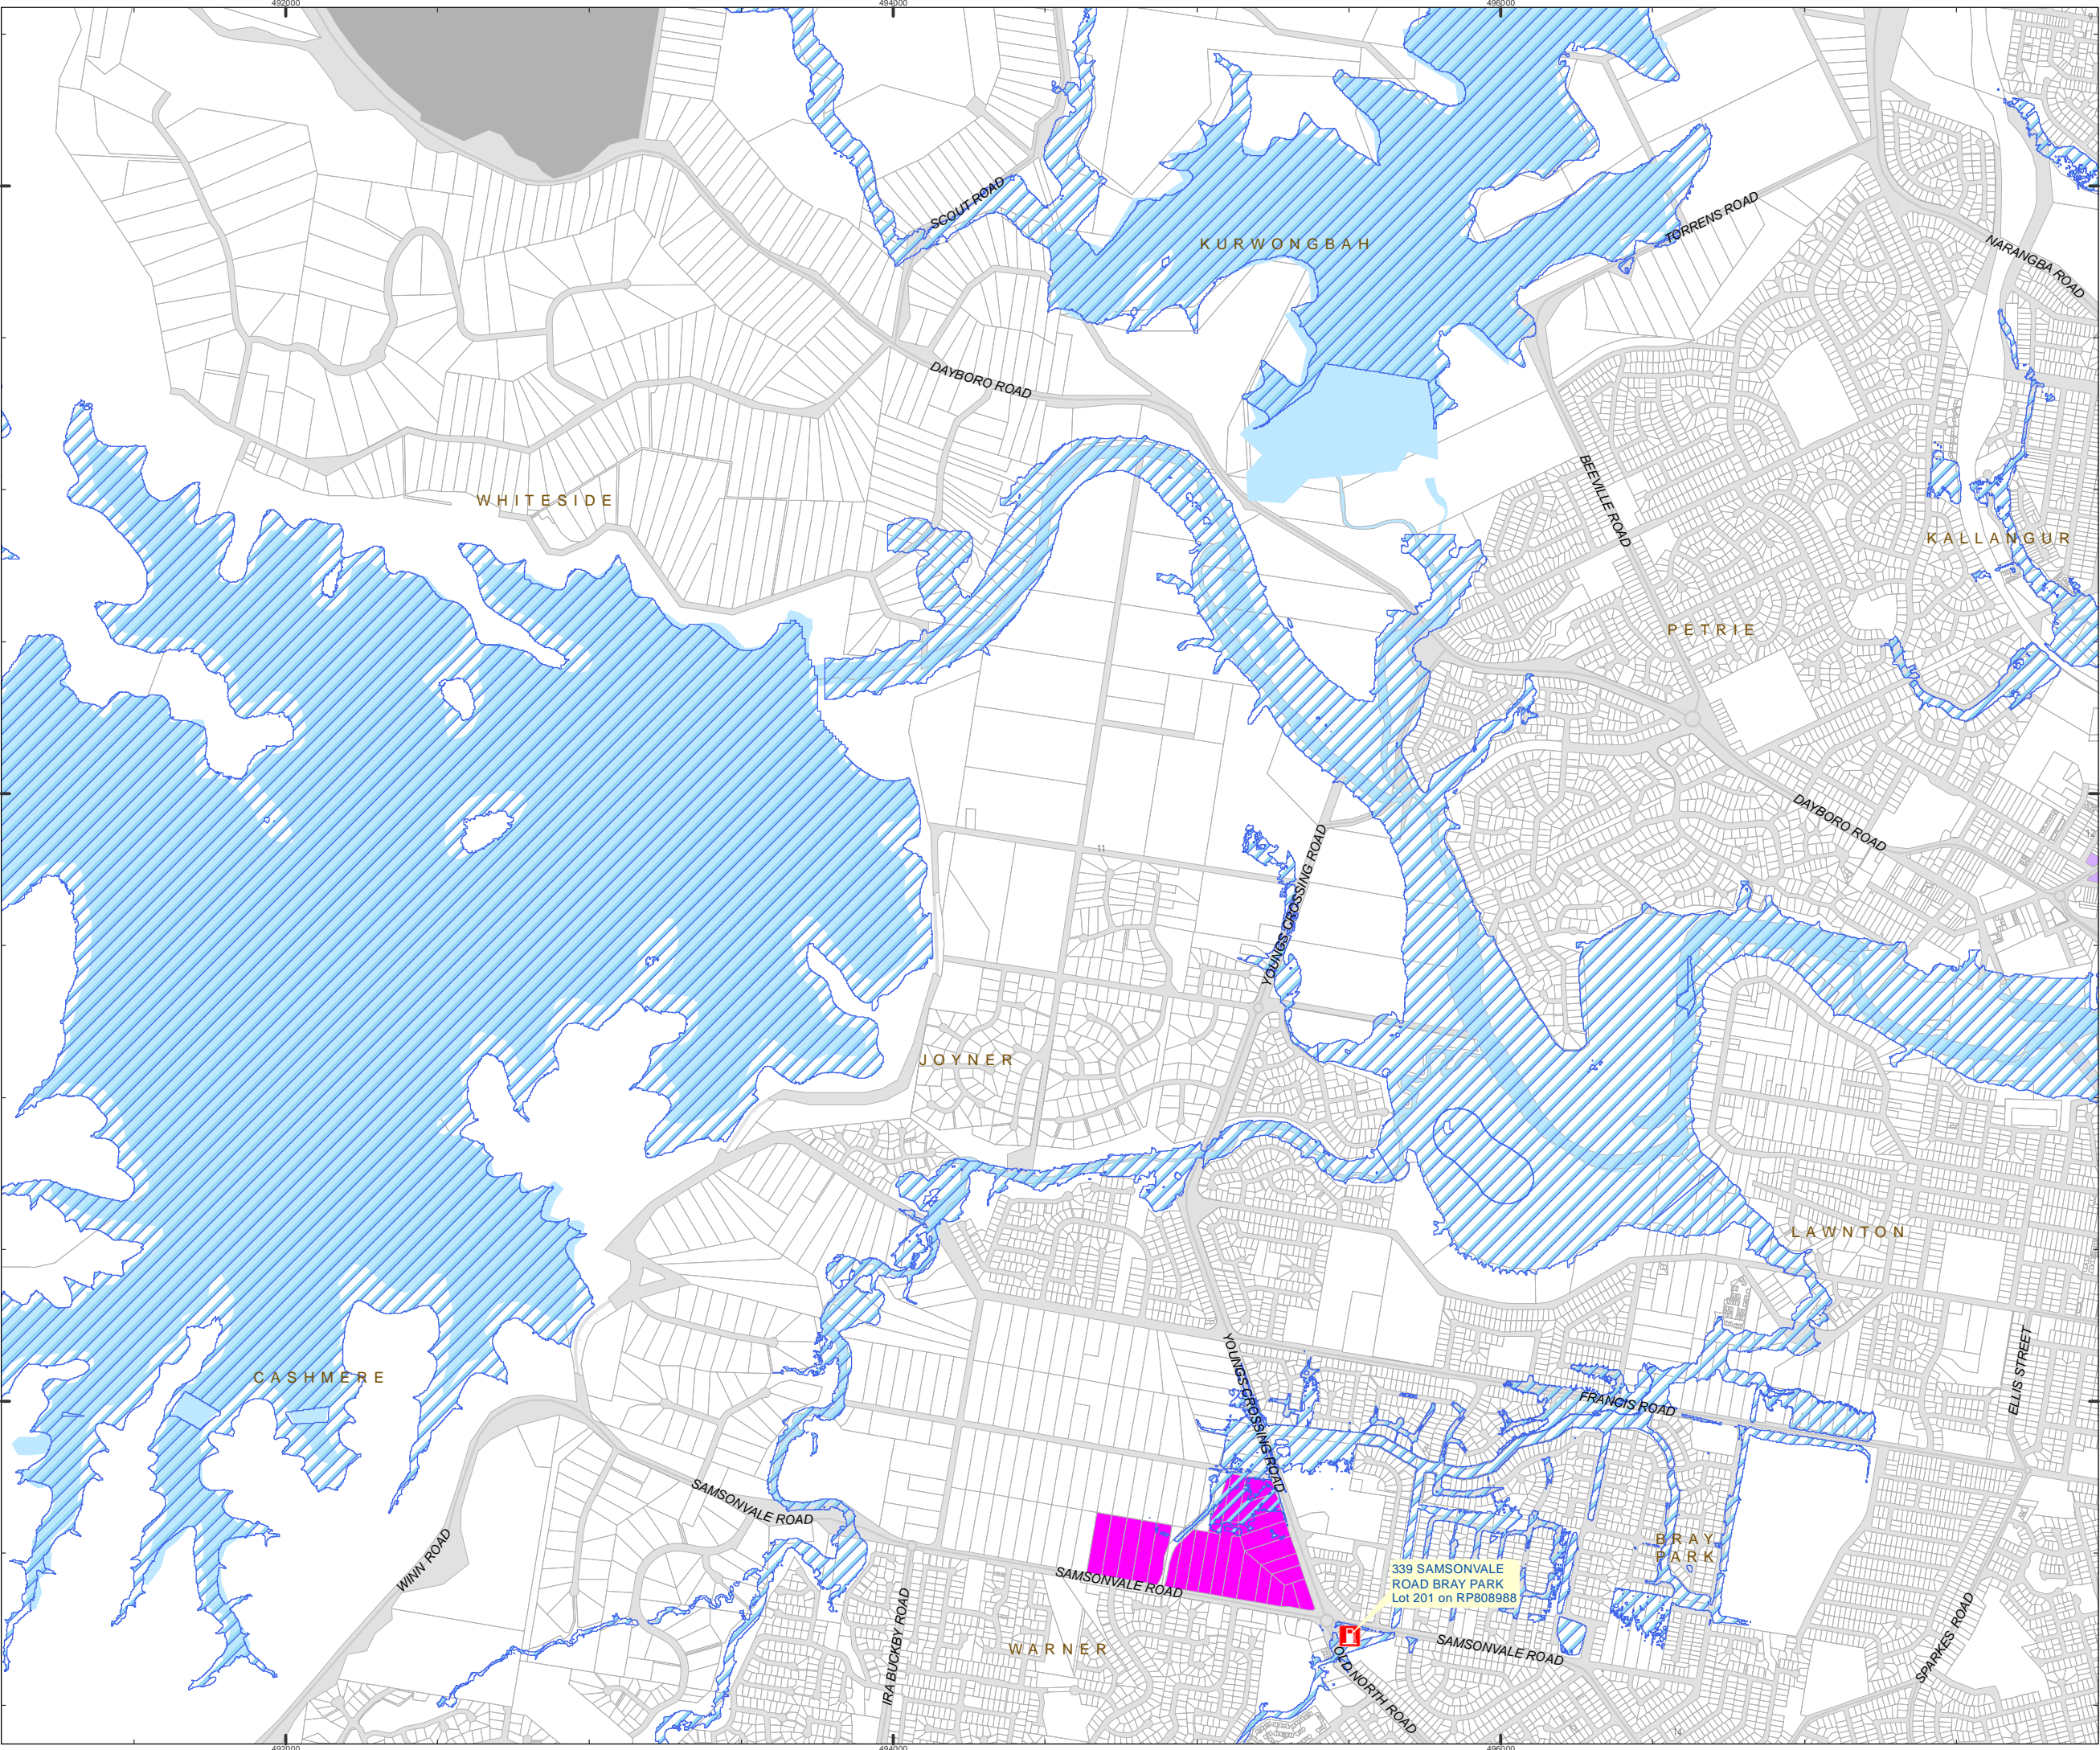 492000
494000
496000
9
SCOUT ROAD
KURWONGBAH
TORRENS ROAD
NARANGBA ROAD
DAYBORO ROAD
WHITESIDE
BEEVILLE ROAD
KALLANGUR
PETRIE
DAYBORO ROAD
11
YOUNGS CROSSING ROAD
12
JOYNER
LAWNTON
YOUNGS CROSSING ROAD
CASHMERE
FRANCIS ROAD
ELLIS STREET
SAMSONVALE ROAD
WINN ROAD
BRAY
PARK
SAMSONVALE ROAD
339 SAMSONVALE
ROAD BRAY PARK
Lot 201 on RP808988
IRA BUCKBY ROAD
WARNER
SAMSONVALE ROAD
OLD NORTH ROAD
SPARKES ROAD
14
492000
494000
496000